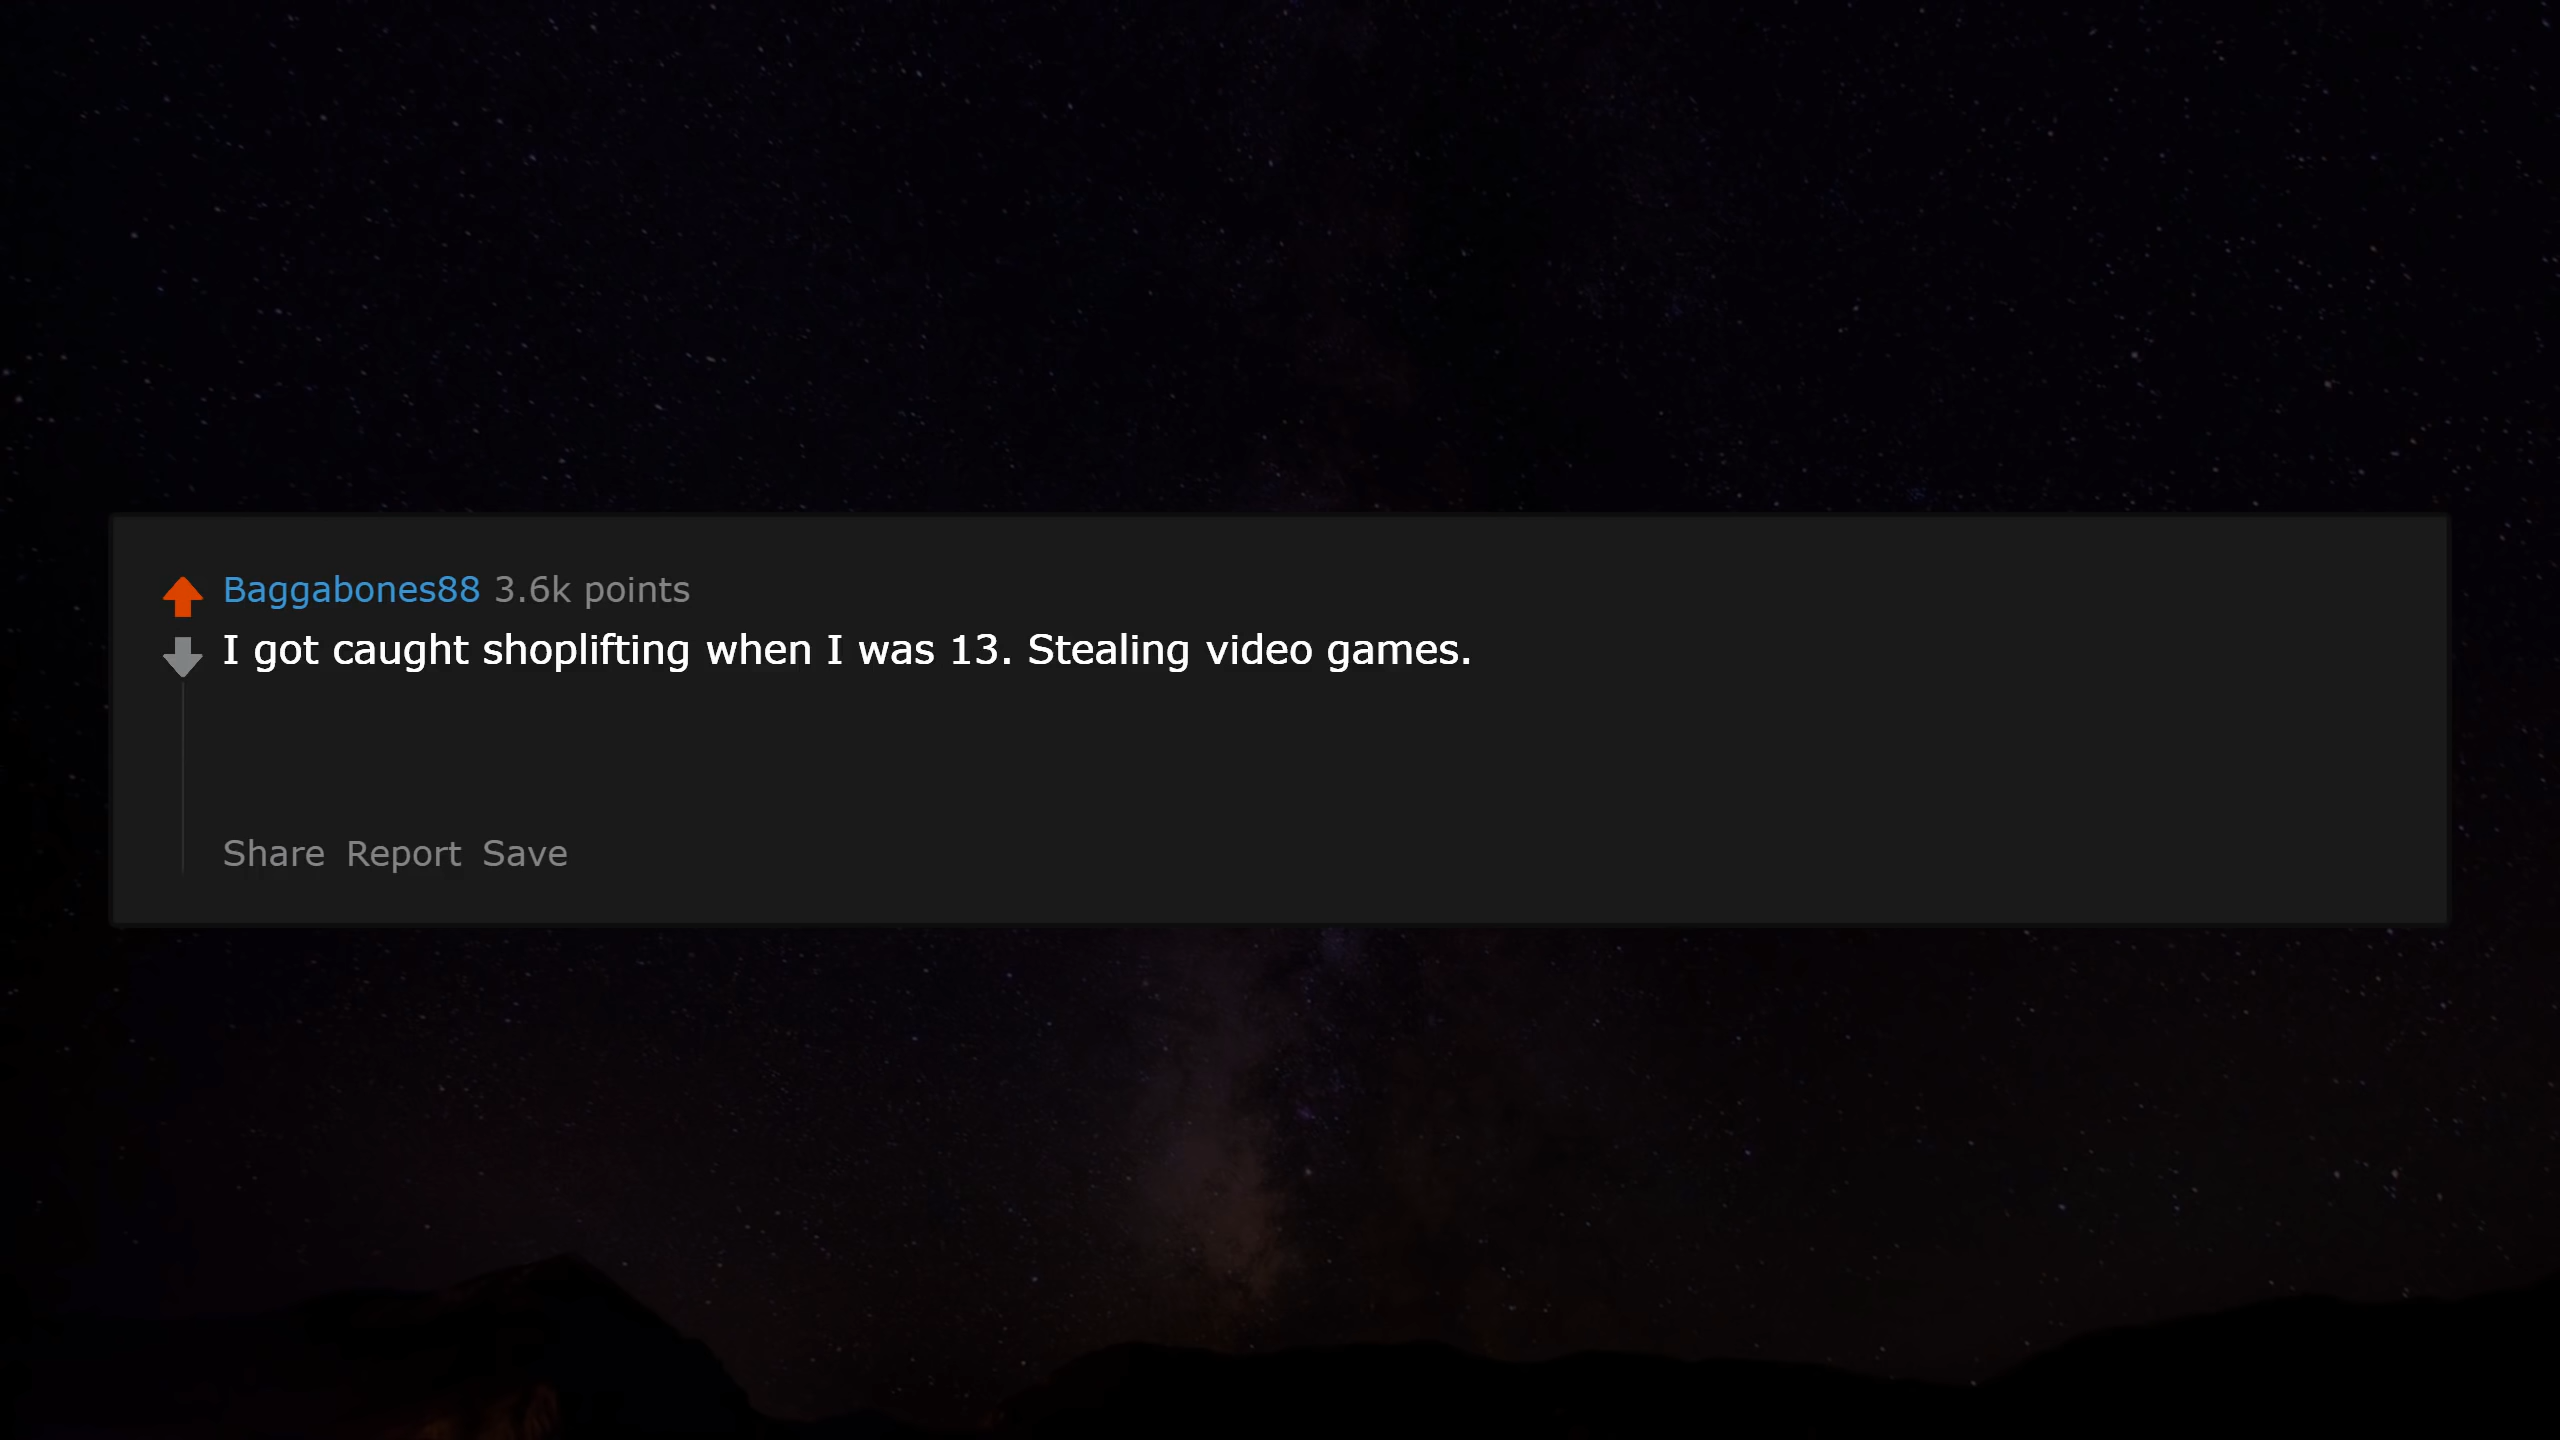 Baggabones88 3.6k points
I got caught shoplifting when I was 13. Stealing video games.
Share Report Save